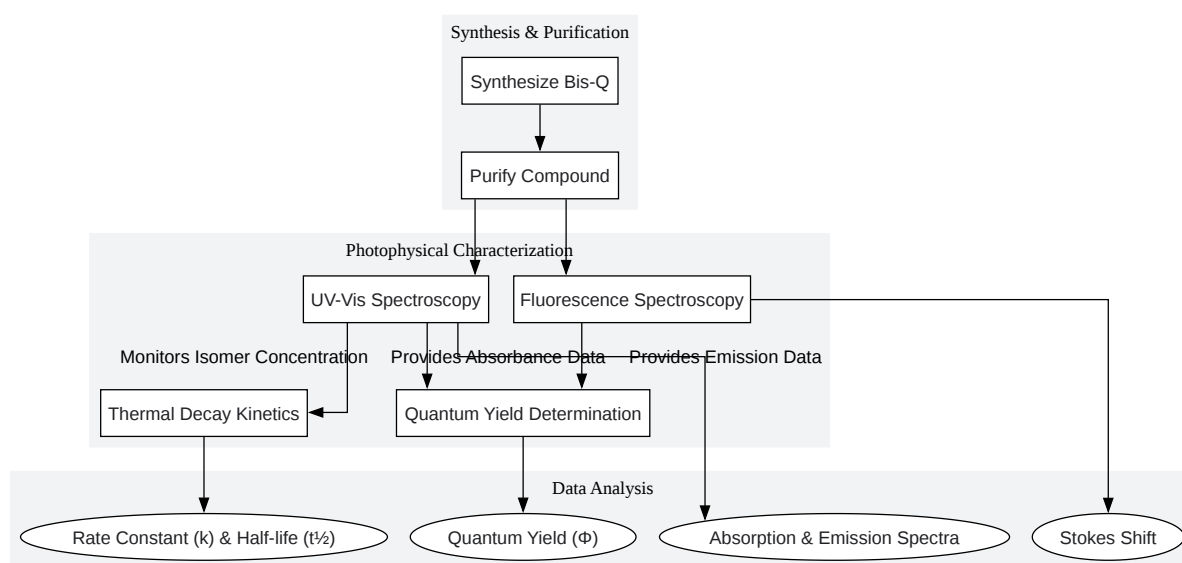 Synthesis & Purification
Synthesize Bis-Q
Purify Compound
Photophysical Characterization
UV-Vis Spectroscopy
Fluorescence Spectroscopy
Monitors Isomer Concentration
Provides Absorbance Data
Provides Emission Data
Thermal Decay Kinetics
Quantum Yield Determination
Data Analysis
Rate Constant (k) & Half-life (t½)
Quantum Yield (Φ)
Absorption & Emission Spectra
Stokes Shift